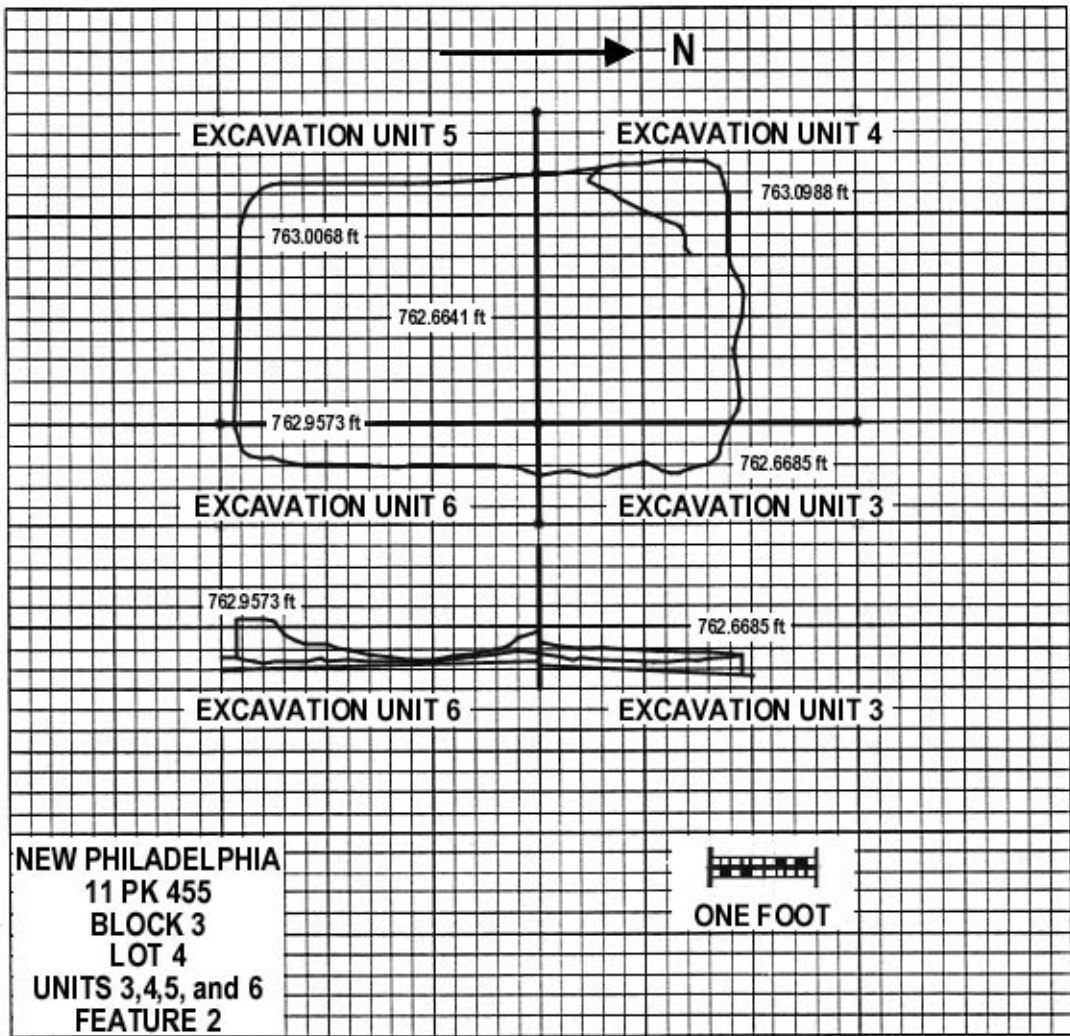 N
EXCAVATION UNIT 5
EXCAVATION UNIT 4
763.0988 ft
763.0068 ft
762.6641 ft
762.9573 ft
762.6685 ft
EXCAVATION UNIT 6
EXCAVATION UNIT 3
762.9573 ft
762.6685 ft
EXCAVATION UNIT 6
EXCAVATION UNIT 3
NEW PHILADELPHIA
11 PK 455
BLOCK 3
LOT 4
UNITS 3,4,5, and 6
FEATURE 2
ONE FOOT